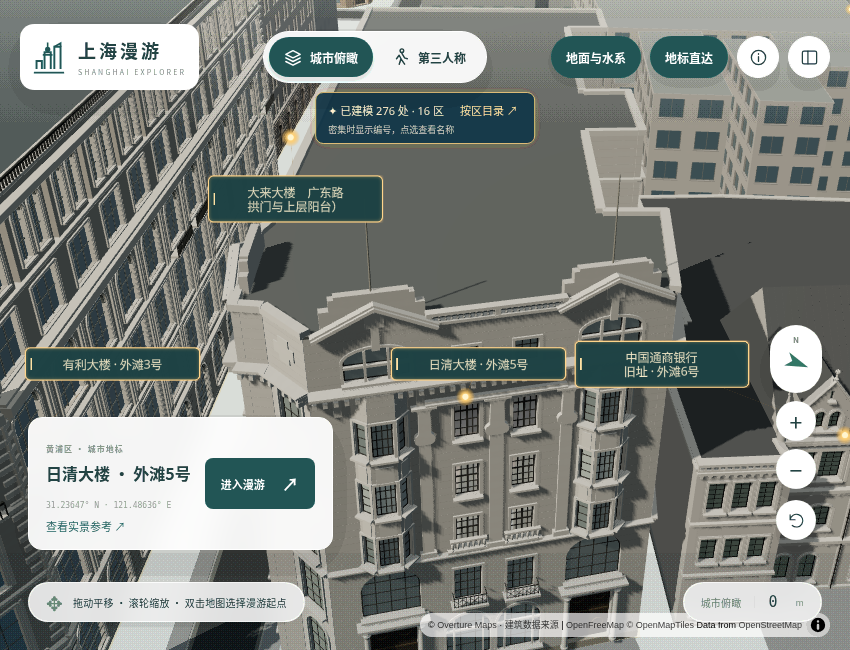 上海漫游
SHANGHAI EXPLORER
城市俯瞰
第三人称
地面与水系
地标直达
✦ 已建模 276 处 · 16 区 按区目录 ↗
密集时显示编号，点选查看名称
大来大楼 广东路
拱门与上层阳台）
有利大楼 · 外滩3号
日清大楼 · 外滩5号
中国通商银行
旧址 · 外滩6号
N
黄浦区 · 城市地标
日清大楼 · 外滩5号
31.23647° N · 121.48636° E
查看实景参考 ↗
进入漫游 ↗
拖动平移 · 滚轮缩放 · 双击地图选择漫游起点
城市俯瞰 0 m
© Overture Maps · 建筑数据来源 | OpenFreeMap © OpenMapTiles Data from OpenStreetMap